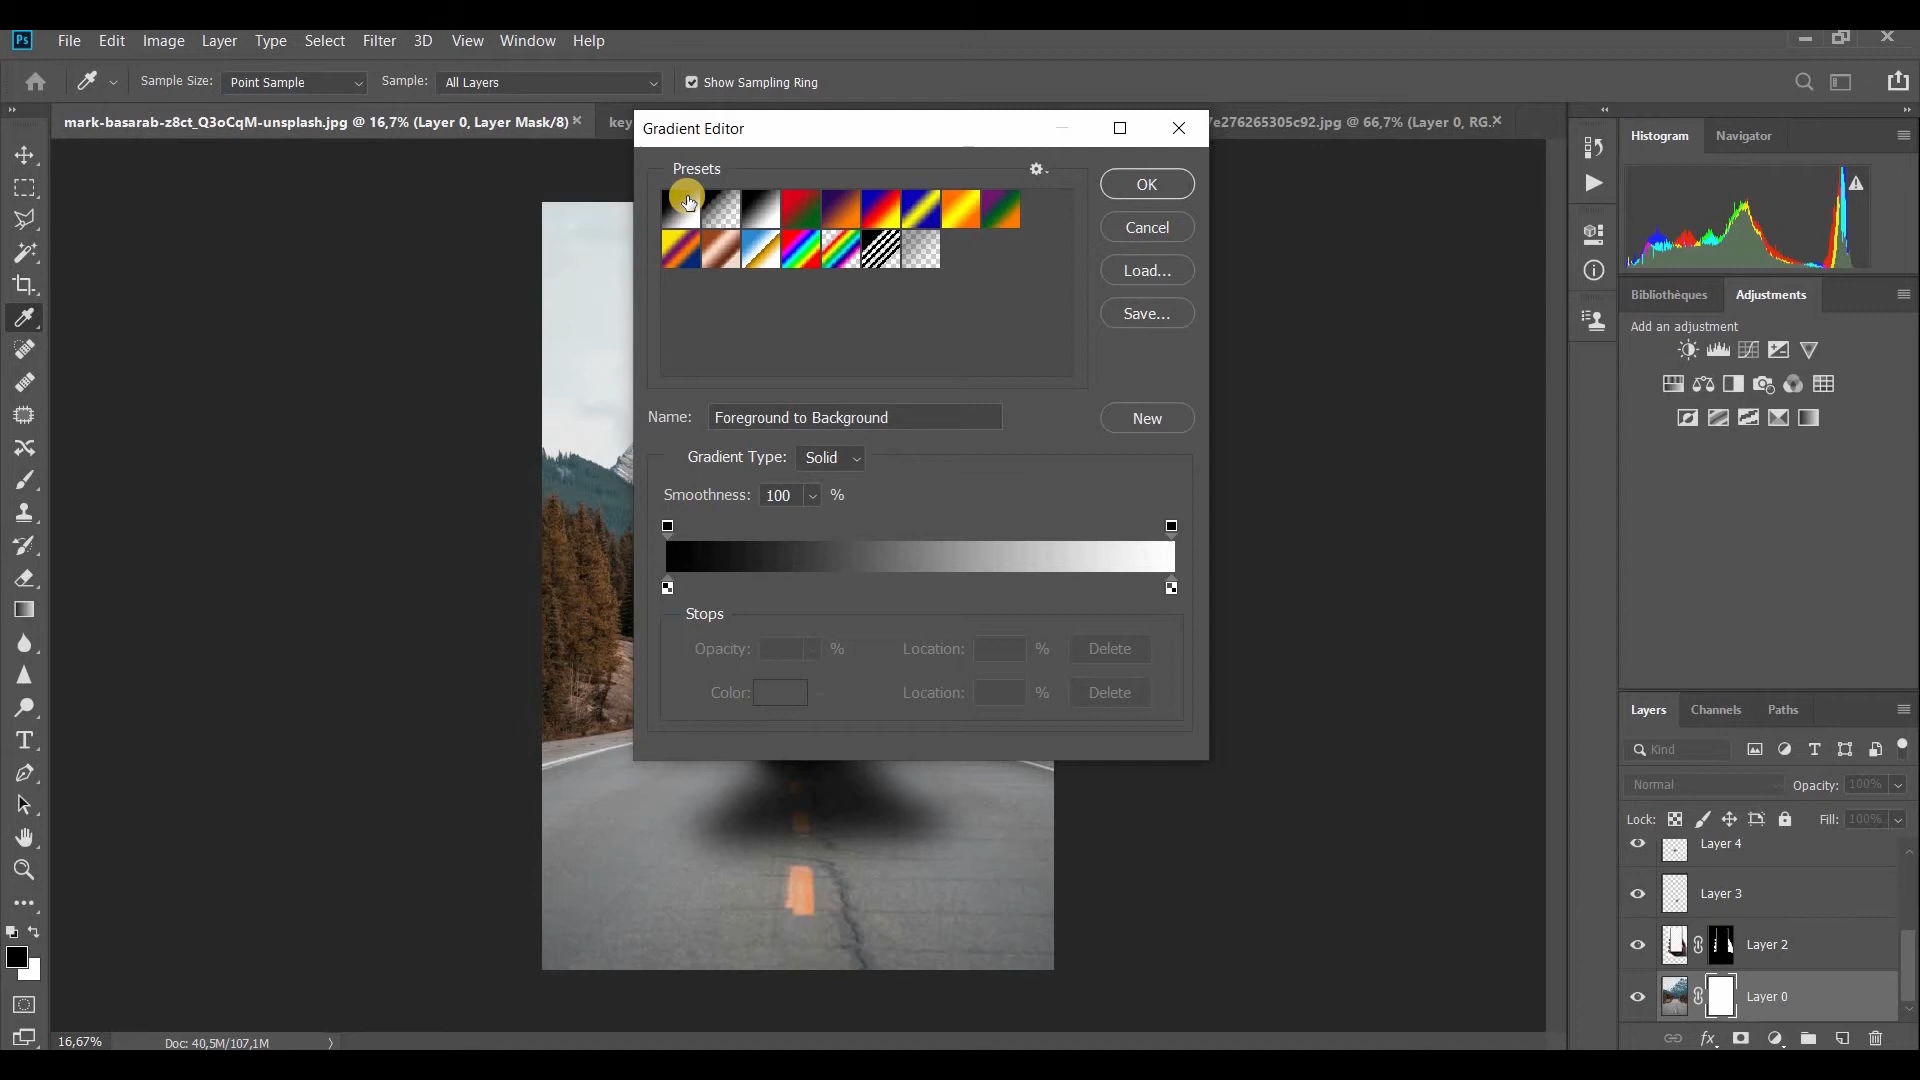 Ps File Edit Image Layer Type Select Filter 3D View Window Help
Sample Size: Point Sample Sample: All Layers Show Sampling Ring
mark-basarab-z8ct_Q3oCqM-unsplash.jpg @ 16,7% (Layer 0, Layer Mask/8) key 7e276265305c92.jpg @ 66,7% (Layer 0, RG...
Gradient Editor
Presets
OK
Cancel
Load...
Save...
Name: Foreground to Background
New
Gradient Type: Solid
Smoothness: 100 %
Stops
Opacity: % Location: % Delete
Color: Location: % Delete
Histogram Navigator
Bibliothèques Adjustments
Add an adjustment
Layers Channels Paths
Kind
Normal Opacity: 100%
Lock: Fill: 100%
Layer 4
Layer 3
Layer 2
Layer 0
16,67% Doc: 40,5M/107,1M